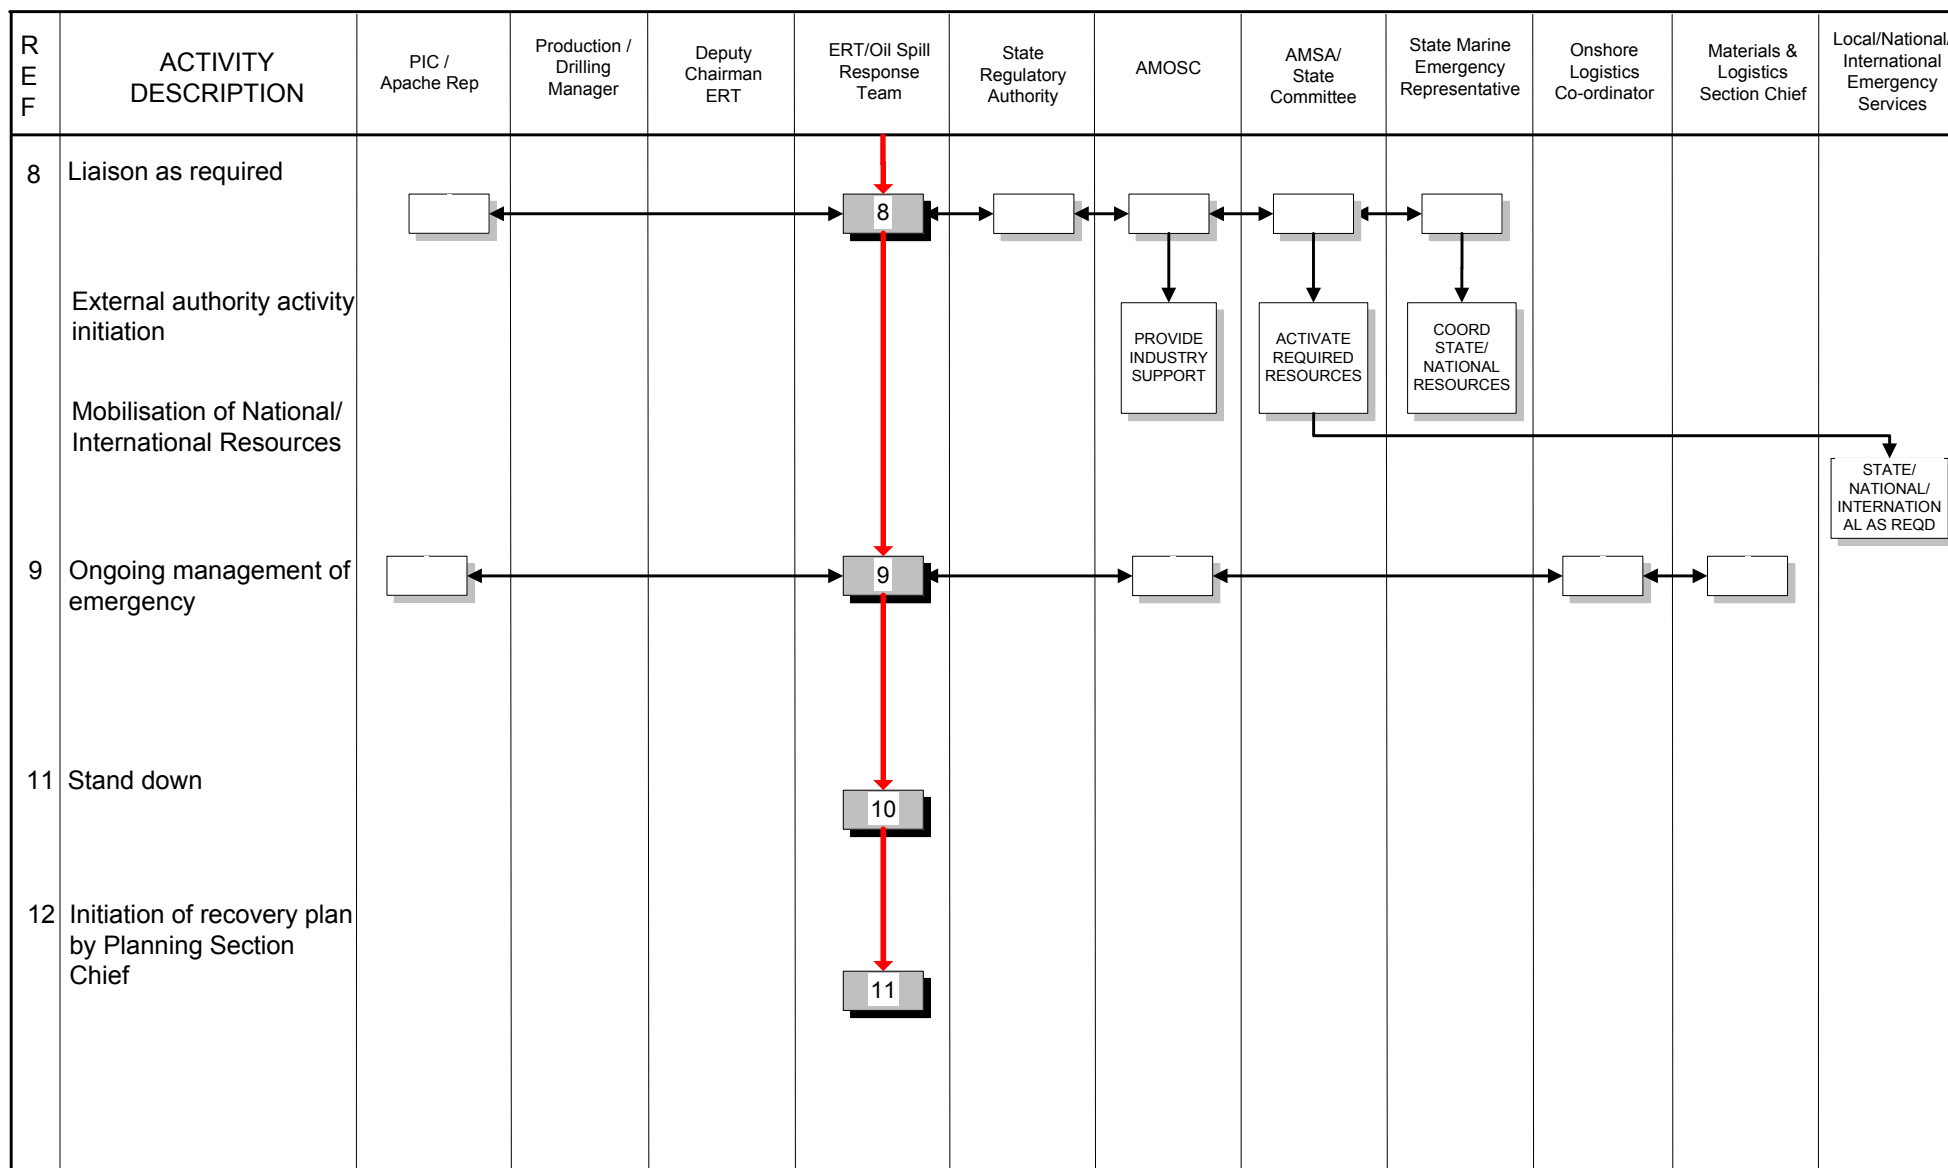 R
E
F
ACTIVITY
DESCRIPTION
PIC /
Apache Rep
Production /
Drilling
Manager
Deputy
Chairman
ERT
ERT/Oil Spill
Response
Team
State
Regulatory
Authority
AMOSC
AMSA/
State
Committee
State Marine
Emergency
Representative
Onshore
Logistics
Co-ordinator
Materials &
Logistics
Section Chief
Local/National/
International
Emergency
Services
8
Liaison as required
8
External authority activity
initiation
PROVIDE
INDUSTRY
SUPPORT
ACTIVATE
REQUIRED
RESOURCES
COORD
STATE/
NATIONAL
RESOURCES
Mobilisation of National/
International Resources
STATE/
NATIONAL/
INTERNATION
AL AS REQD
9
Ongoing management of
emergency
9
11
Stand down
10
12
Initiation of recovery plan
by Planning Section
Chief
11